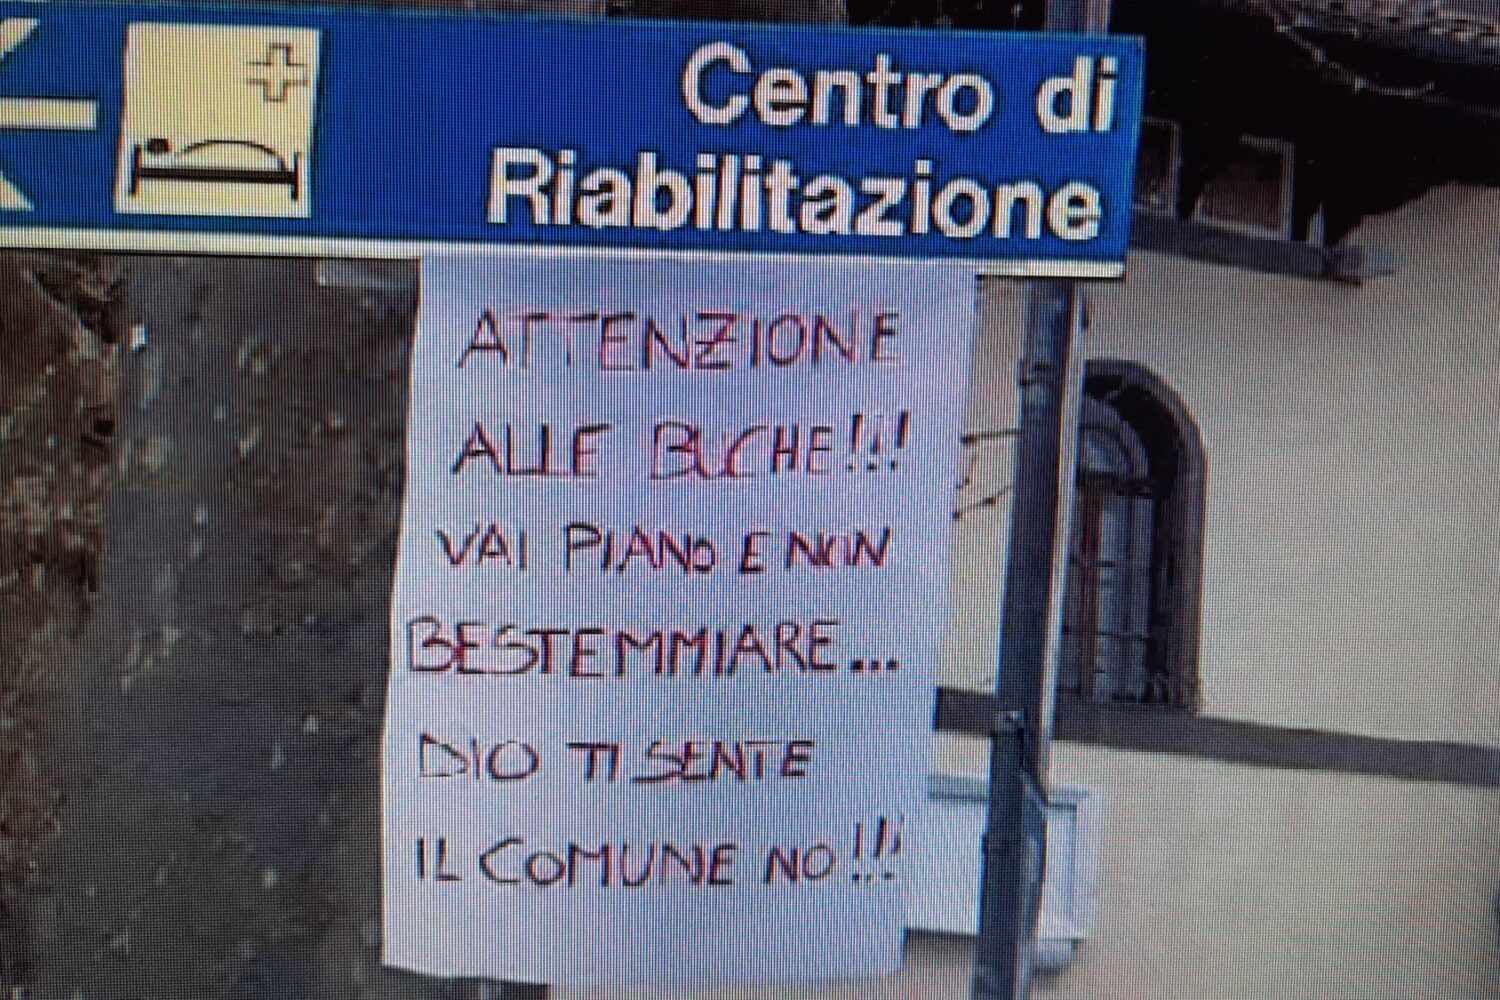 Centro di
Riabilitazione
ATTENZIONE
ALLE BUCHE!!!
VAI PIANO E NON
BESTEMMIARE...
DIO TI SENTE
IL COMUNE NO!!!